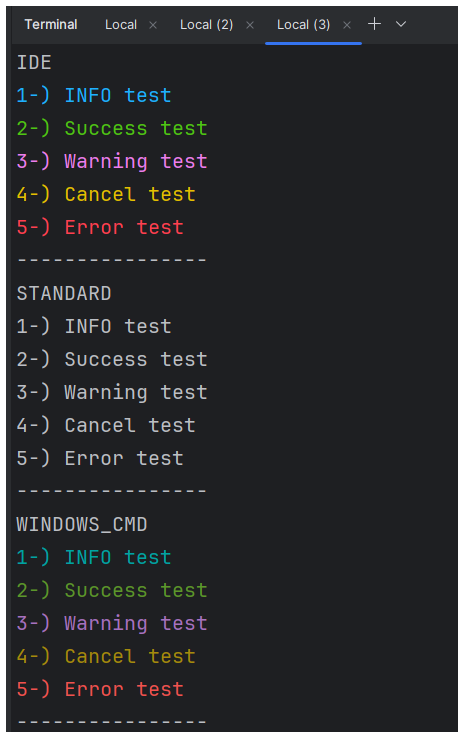 Terminal Local × Local (2) × Local (3) × +
IDE
1-) INFO test
2-) Success test
3-) Warning test
4-) Cancel test
5-) Error test
----------------
STANDARD
1-) INFO test
2-) Success test
3-) Warning test
4-) Cancel test
5-) Error test
----------------
WINDOWS_CMD
1-) INFO test
2-) Success test
3-) Warning test
4-) Cancel test
5-) Error test
----------------